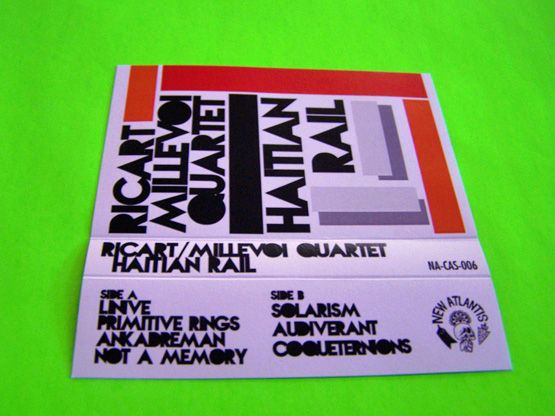 RICART
MILLEVOI
QUARTET
HAITIAN
RAIL
RICART/MILLEVOI QUARTET
HAITIAN RAIL
NA-CAS-006
SIDE A
LINIVE
PRIMITIVE RINGS
ANKADREMAN
NOT A MEMORY
SIDE B
SOLARISM
AUDIVERANT
COQUETERNIONS
NEW ATLANTIS